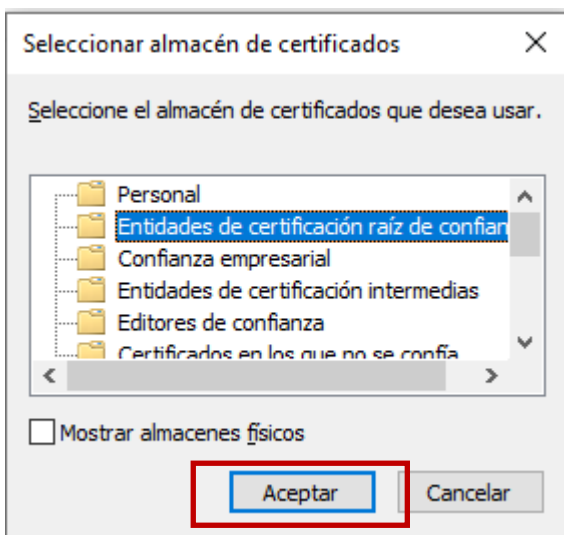 Seleccionar almacén de certificados
Seleccione el almacén de certificados que desea usar.
Personal
Entidades de certificación raíz de confian
Confianza empresarial
Entidades de certificación intermedias
Editores de confianza
Certificados en los que no se confía
Mostrar almacenes físicos
Aceptar
Cancelar